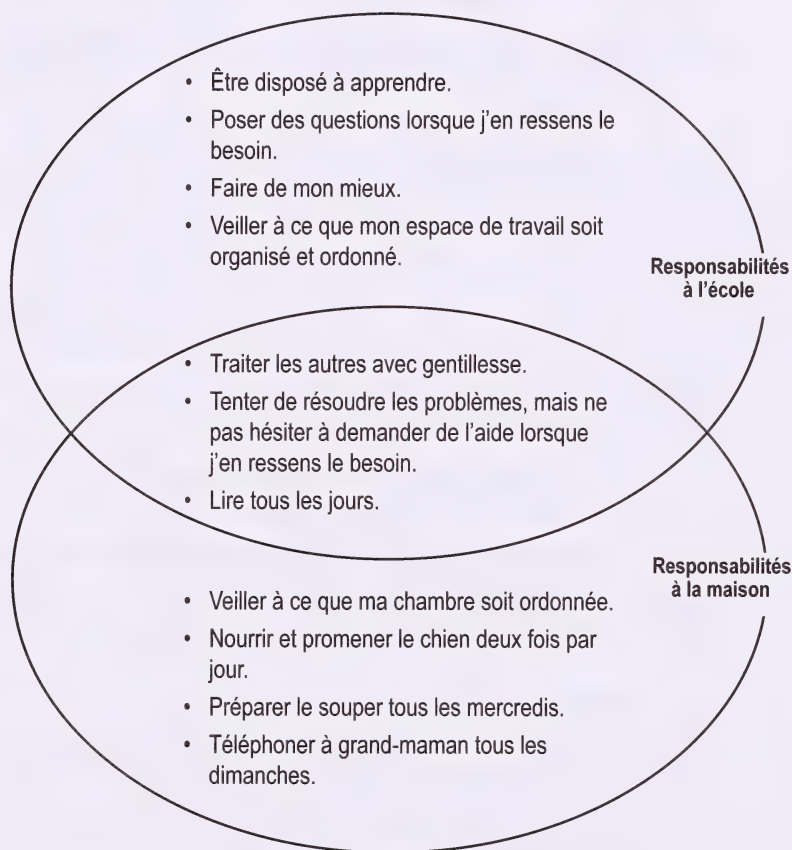 • Être disposé à apprendre.
• Poser des questions lorsque j'en ressens le
besoin.
• Faire de mon mieux.
• Veiller à ce que mon espace de travail soit
organisé et ordonné.
Responsabilités
à l'école
• Traiter les autres avec gentillesse.
• Tenter de résoudre les problèmes, mais ne
pas hésiter à demander de l'aide lorsque
j'en ressens le besoin.
• Lire tous les jours.
Responsabilités
à la maison
• Veiller à ce que ma chambre soit ordonnée.
• Nourrir et promener le chien deux fois par
jour.
• Préparer le souper tous les mercredis.
• Téléphoner à grand-maman tous les
dimanches.